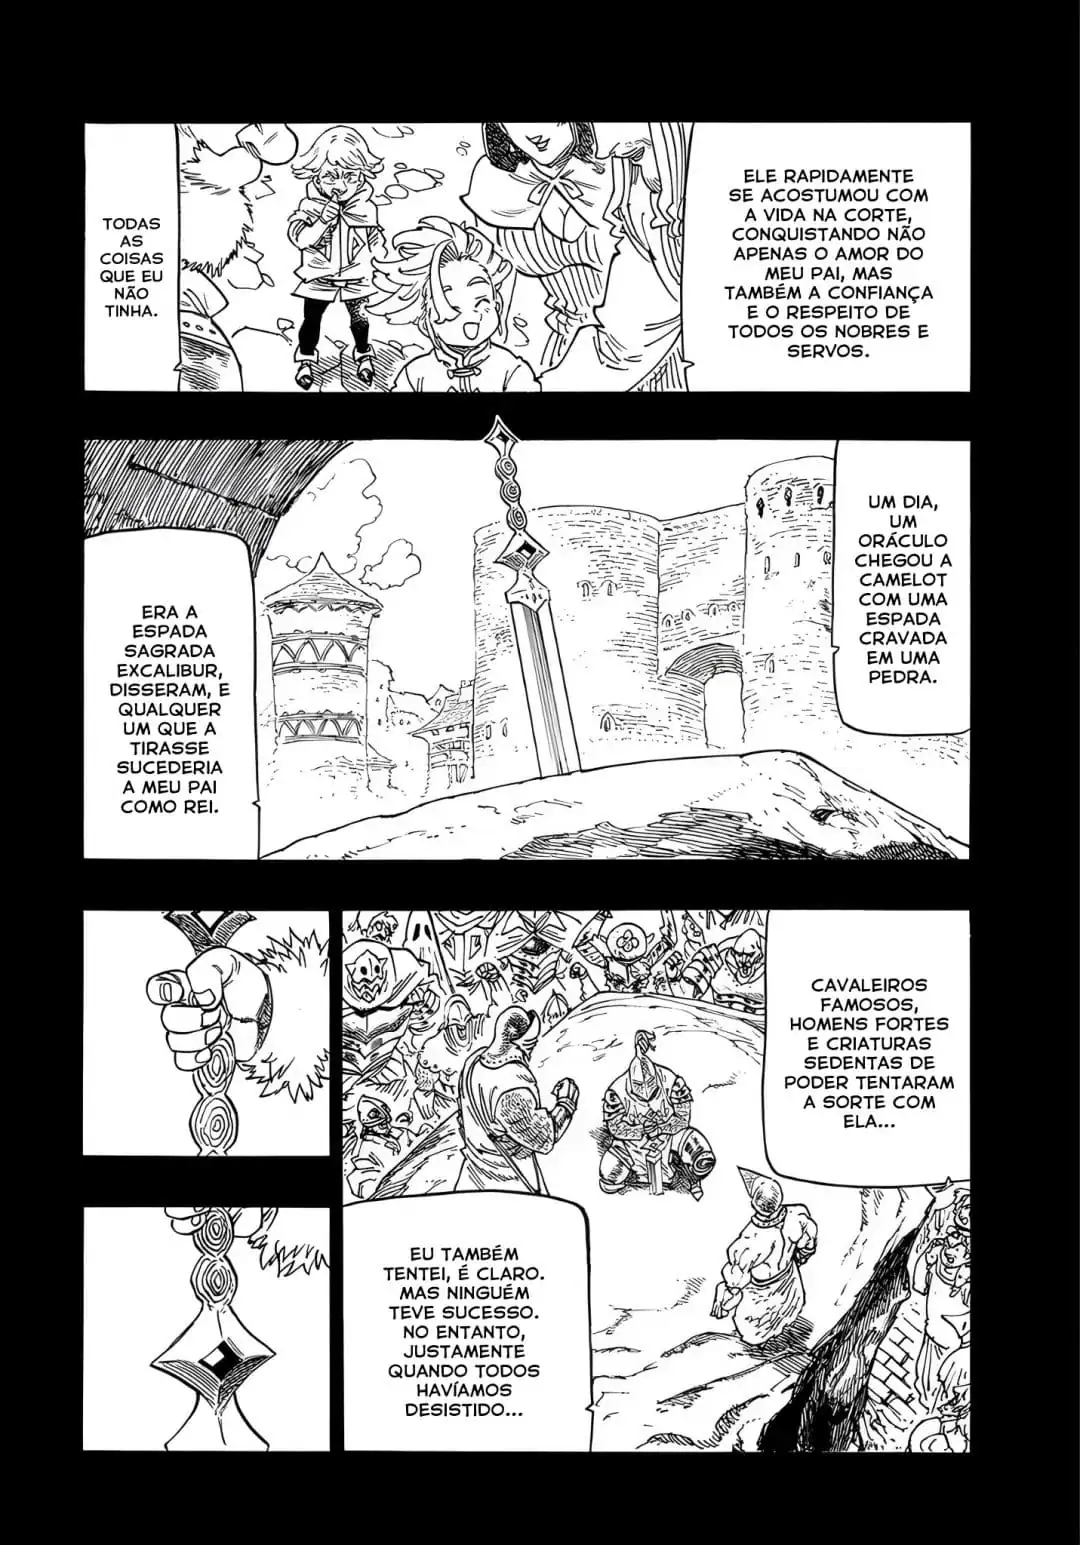 ELE RAPIDAMENTE
SE ACOSTUMOU COM
A VIDA NA CORTE,
CONQUISTANDO NÃO
APENAS O AMOR DO
MEU PAI, MAS
TAMBÉM A CONFIANÇA
E O RESPEITO DE
TODOS OS NOBRES E
SERVOS.
TODAS
AS
COISAS
QUE EU
NÃO
TINHA.
UM DIA,
UM
ORÁCULO
CHEGOU A
CAMELOT
COM UMA
ESPADA
CRAVADA
EM UMA
PEDRA.
ERA A
ESPADA
SAGRADA
EXCALIBUR,
DISSERAM, E
QUALQUER
UM QUE A
TIRASSE
SUCEDERIA
A MEU PAI
COMO REI.
CAVALEIROS
FAMOSOS,
HOMENS FORTES
E CRIATURAS
SEDENTAS DE
PODER TENTARAM
A SORTE COM
ELA...
EU TAMBÉM
TENTEI, É CLARO.
MAS NINGUÉM
TEVE SUCESSO.
NO ENTANTO,
JUSTAMENTE
QUANDO TODOS
HAVÍAMOS
DESISTIDO...